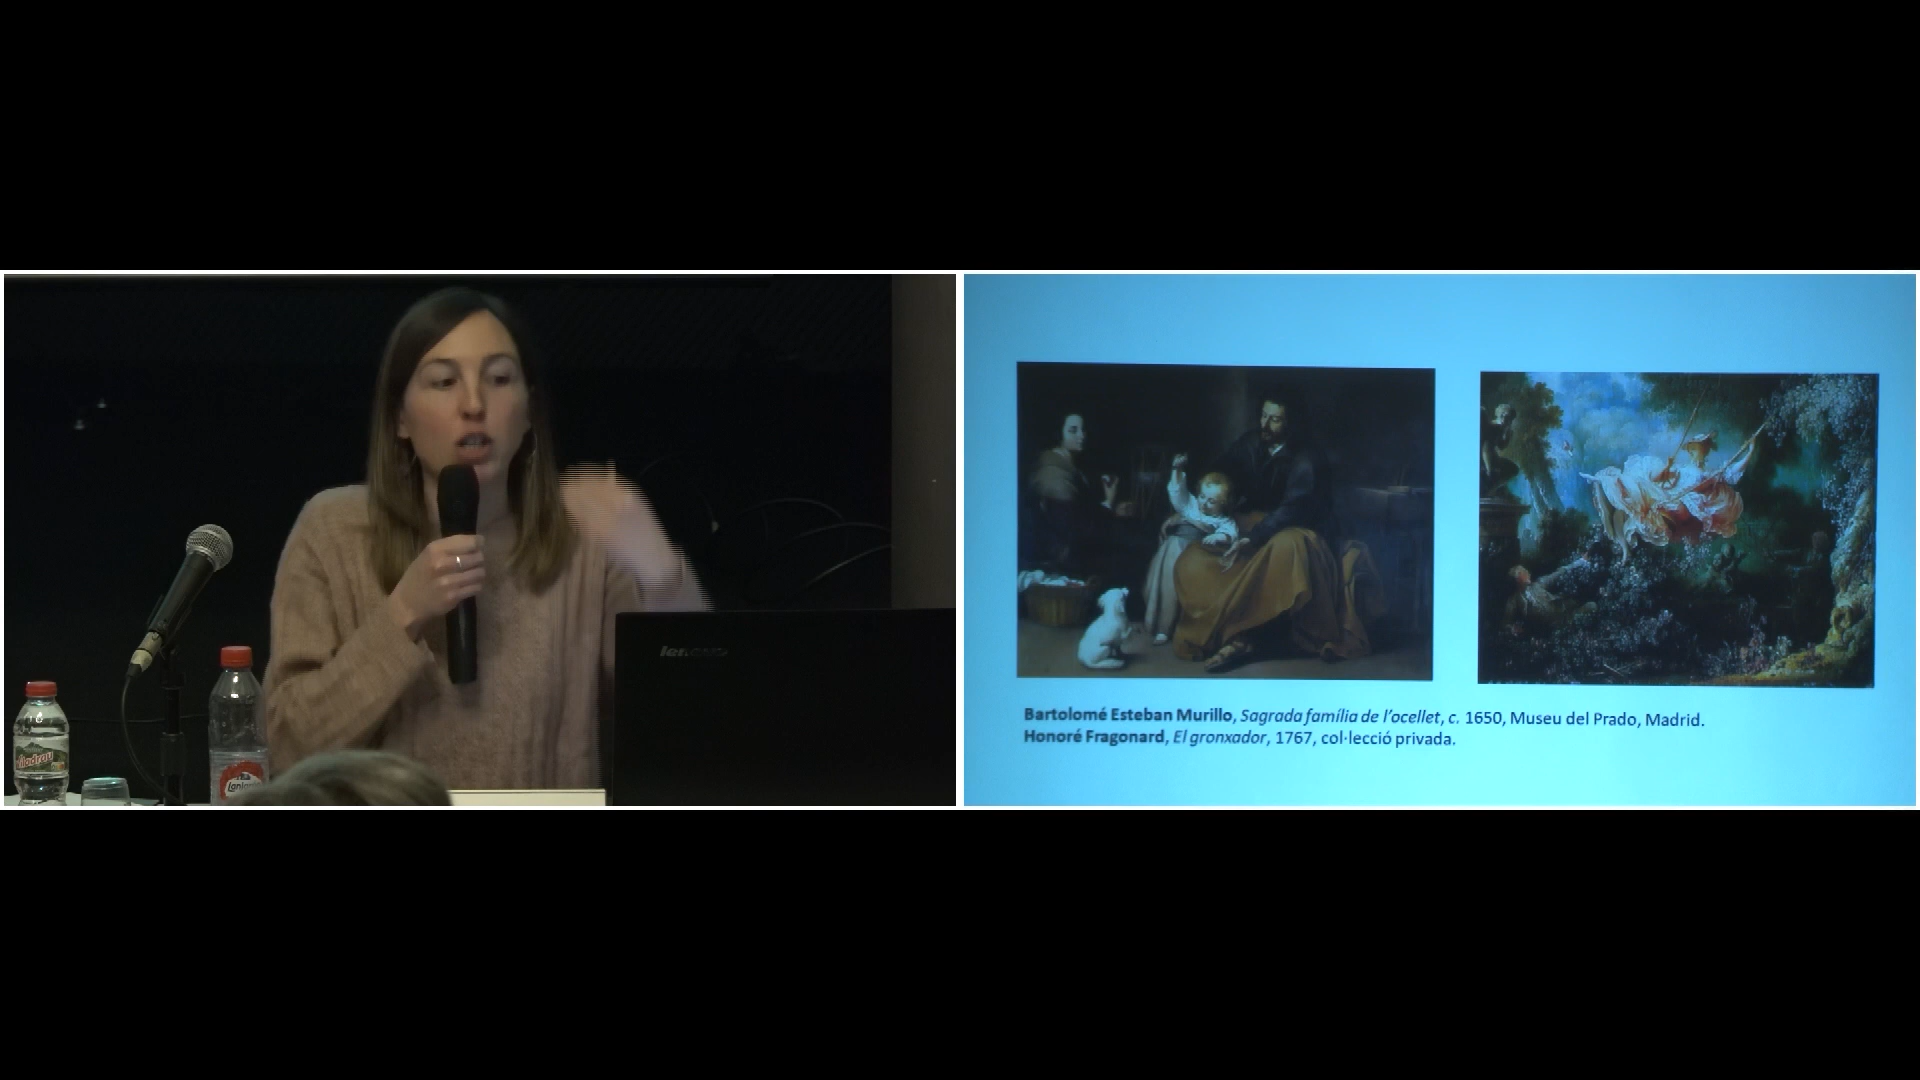 lenovo
Bartolomé Esteban Murillo, Sagrada família de l'ocellet, c. 1650, Museu del Prado, Madrid.
Honoré Fragonard, El gronxador, 1767, col·lecció privada.